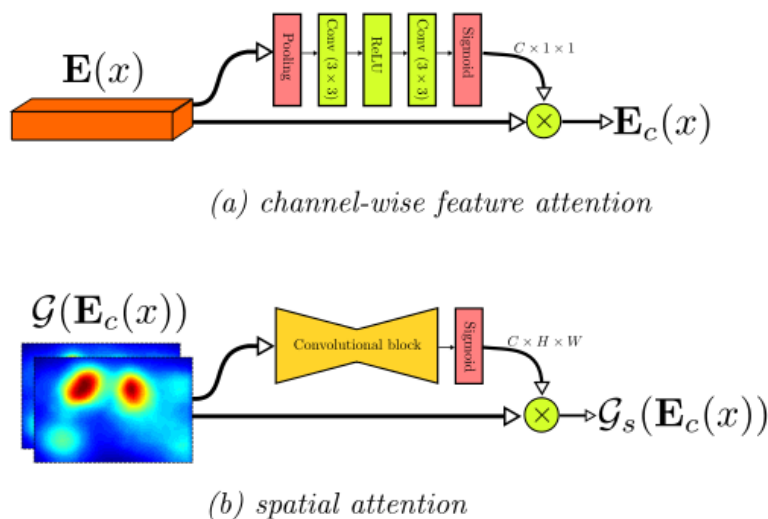 E(x)
Pooling
Conv (3 × 3)
ReLU
Conv (3 × 3)
Sigmoid
C × 1 × 1
×
E_c(x)
(a) channel-wise feature attention
𝒢(E_c(x))
Convolutional block
Sigmoid
C × H × W
×
𝒢_s(E_c(x))
(b) spatial attention